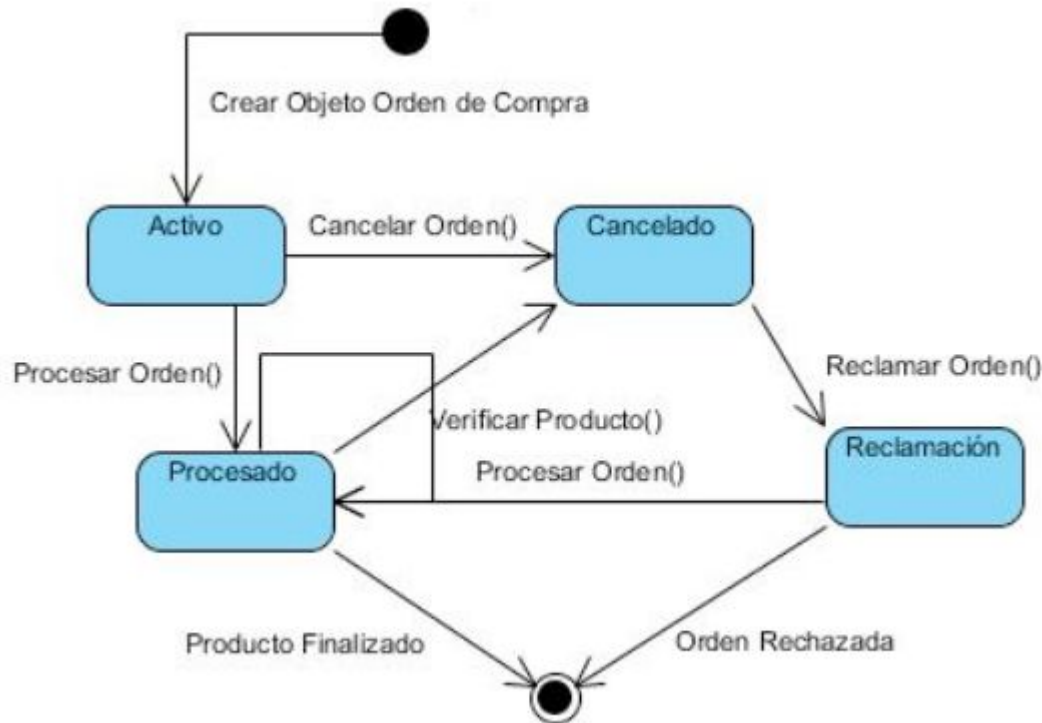 Crear Objeto Orden de Compra
Activo
Cancelar Orden()
Cancelado
Procesar Orden()
Reclamar Orden()
Verificar Producto()
Reclamación
Procesado
Procesar Orden()
Producto Finalizado
Orden Rechazada